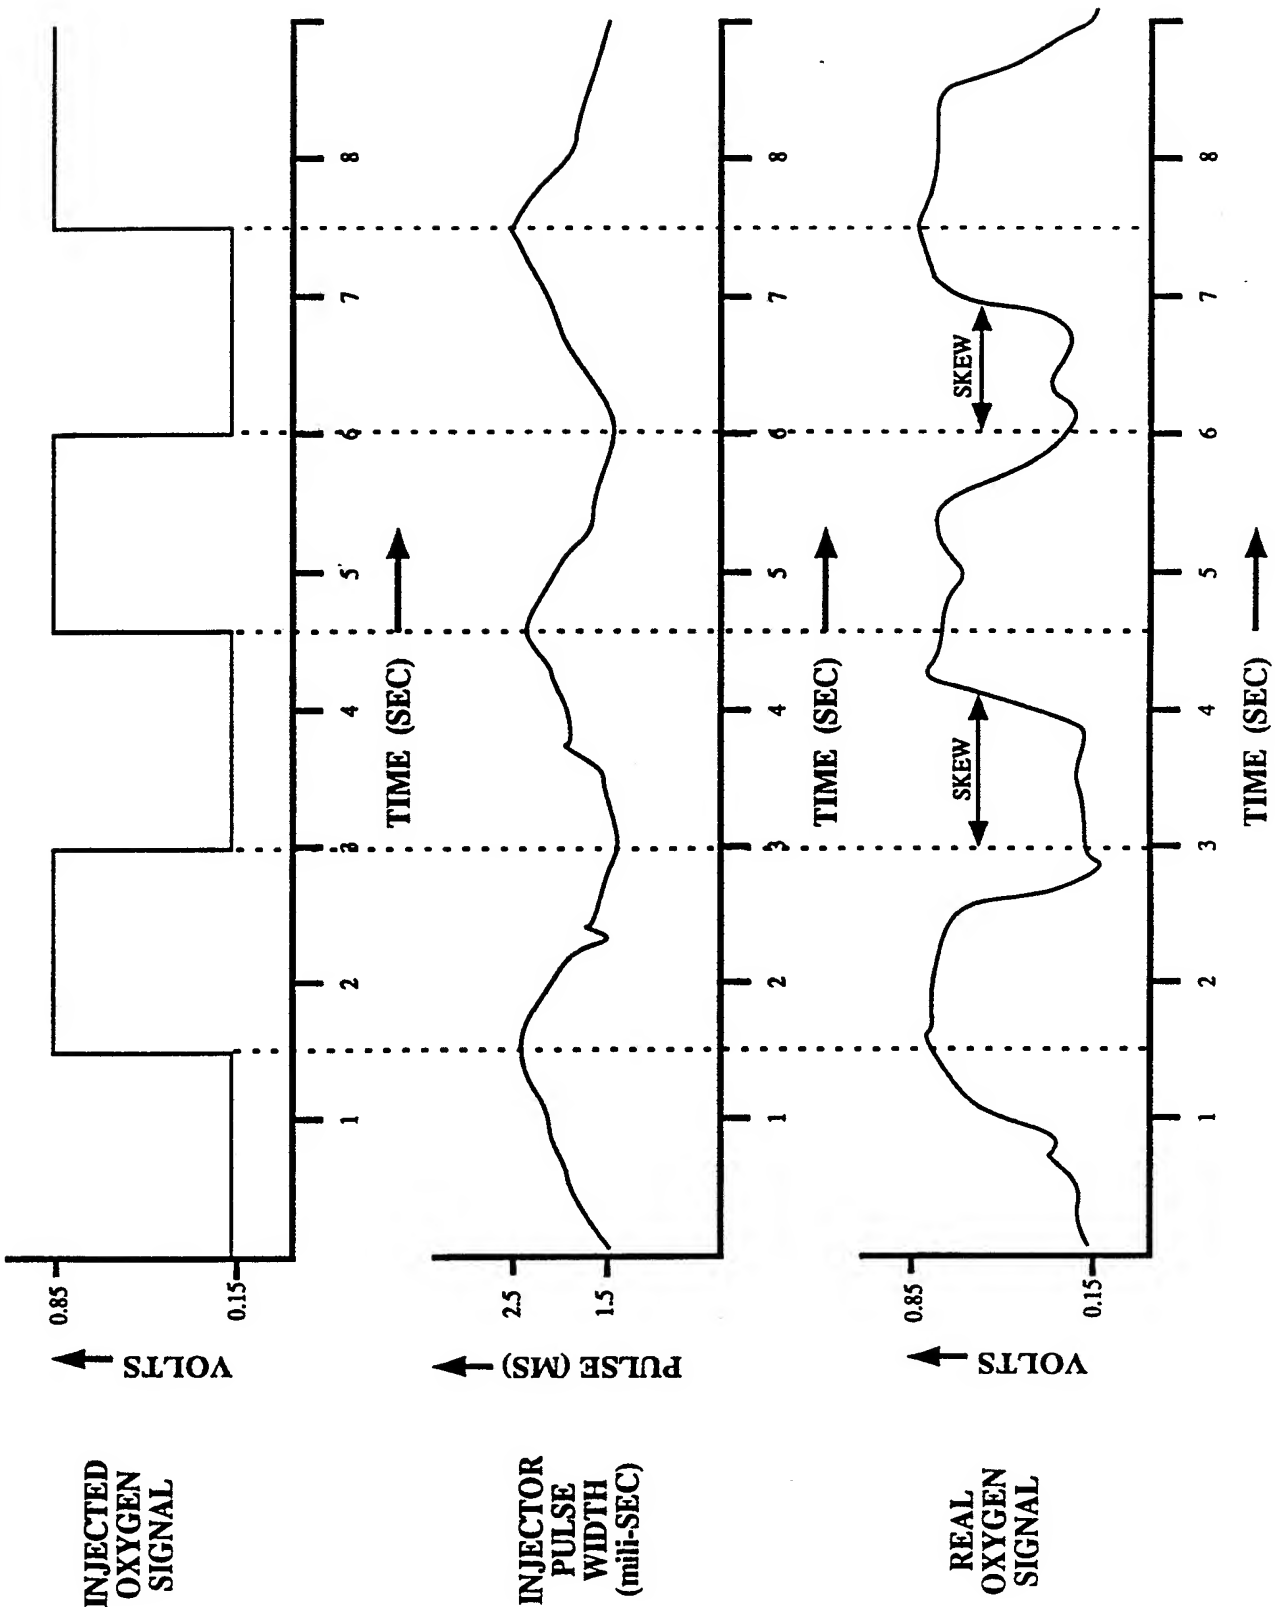 INJECTED
OXYGEN
SIGNAL
VOLTS
0.85
0.15
1
2
3
4
5
6
7
8
TIME (SEC)
INJECTOR
PULSE
WIDTH
(mili-SEC)
PULSE (MS)
2.5
1.5
1
2
3
4
5
6
7
8
TIME (SEC)
REAL
OXYGEN
SIGNAL
VOLTS
0.85
0.15
SKEW
SKEW
1
2
3
4
5
6
7
8
TIME (SEC)